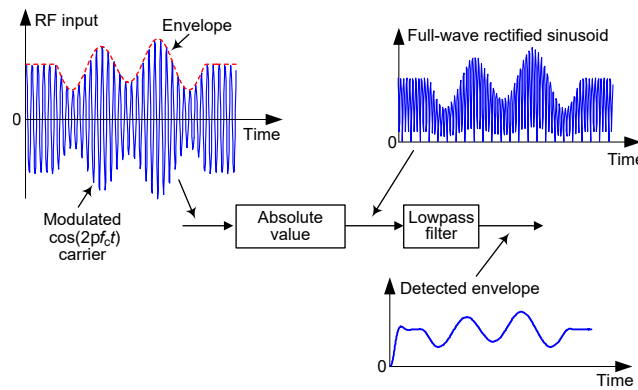 RF input
Envelope
0
Time
Modulated
cos(2pf_ct)
carrier
Full-wave rectified sinusoid
0
Time
Absolute
value
Lowpass
filter
Detected envelope
0
Time